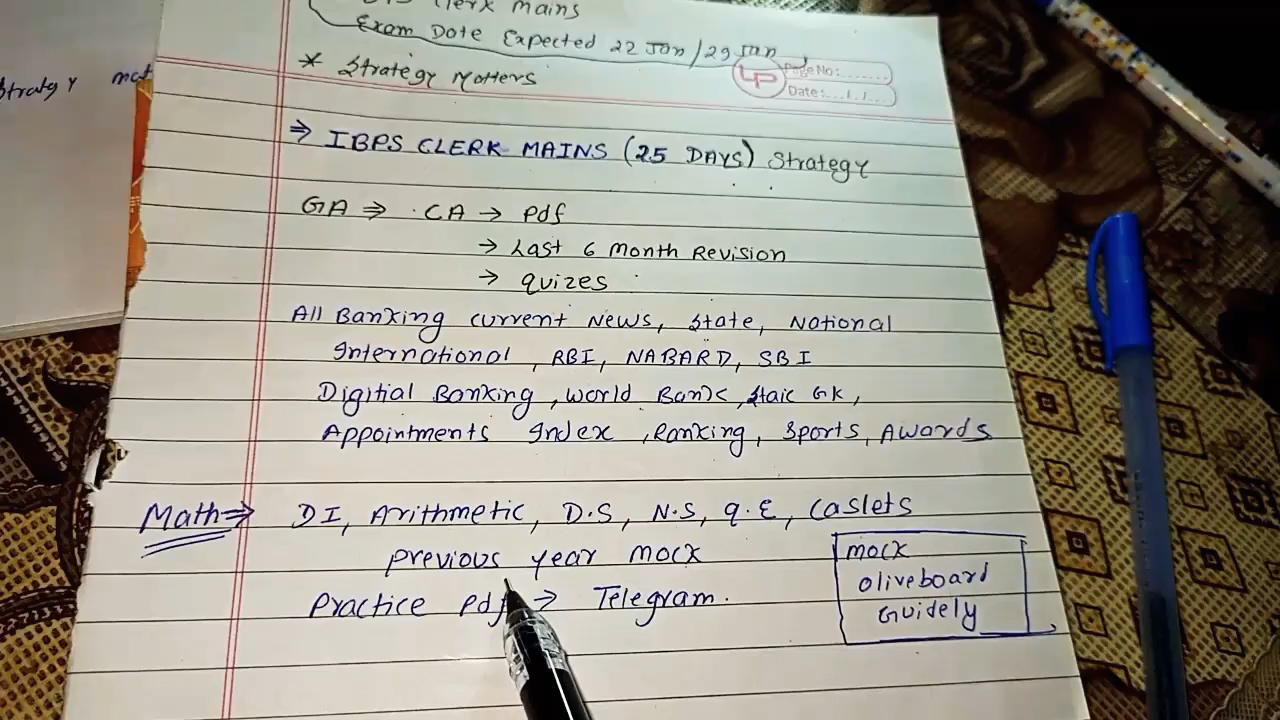 Clerk mains
Exam Date Expected 22 Jan / 29 Jan
* Strategy Matters
LP Page No:.......
Date:...../...../.....
⇒ IBPS CLERK MAINS (25 DAYS) Strategy
GA ⇒ CA → pdf
→ Last 6 month Revision
→ quizes
All Banking current News, State, National
International, RBI, NABARD, SBI
Digitial Banking, world Bank, Staic GK,
Appointments Index, Ranking, Sports, Awards
Math ⇒ DI, Arithmetic, D.S, N.S, q.E, Caslets
previous year mock
Practice pdf → Telegram.
mock
oliveboard
Guidely
Straty